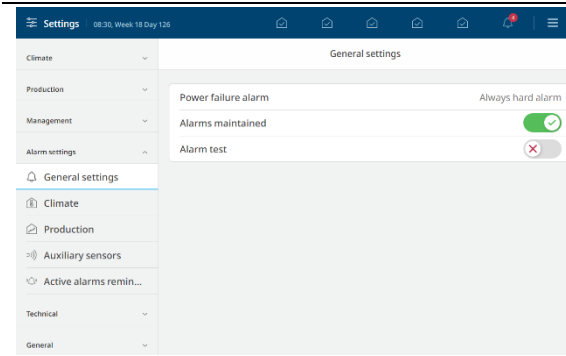 Settings 08:30, Week 18 Day 126
4
Climate
Production
Management
Alarm settings
General settings
Climate
Production
Auxiliary sensors
Active alarms remin...
Technical
General
General settings
Power failure alarm Always hard alarm
Alarms maintained
Alarm test